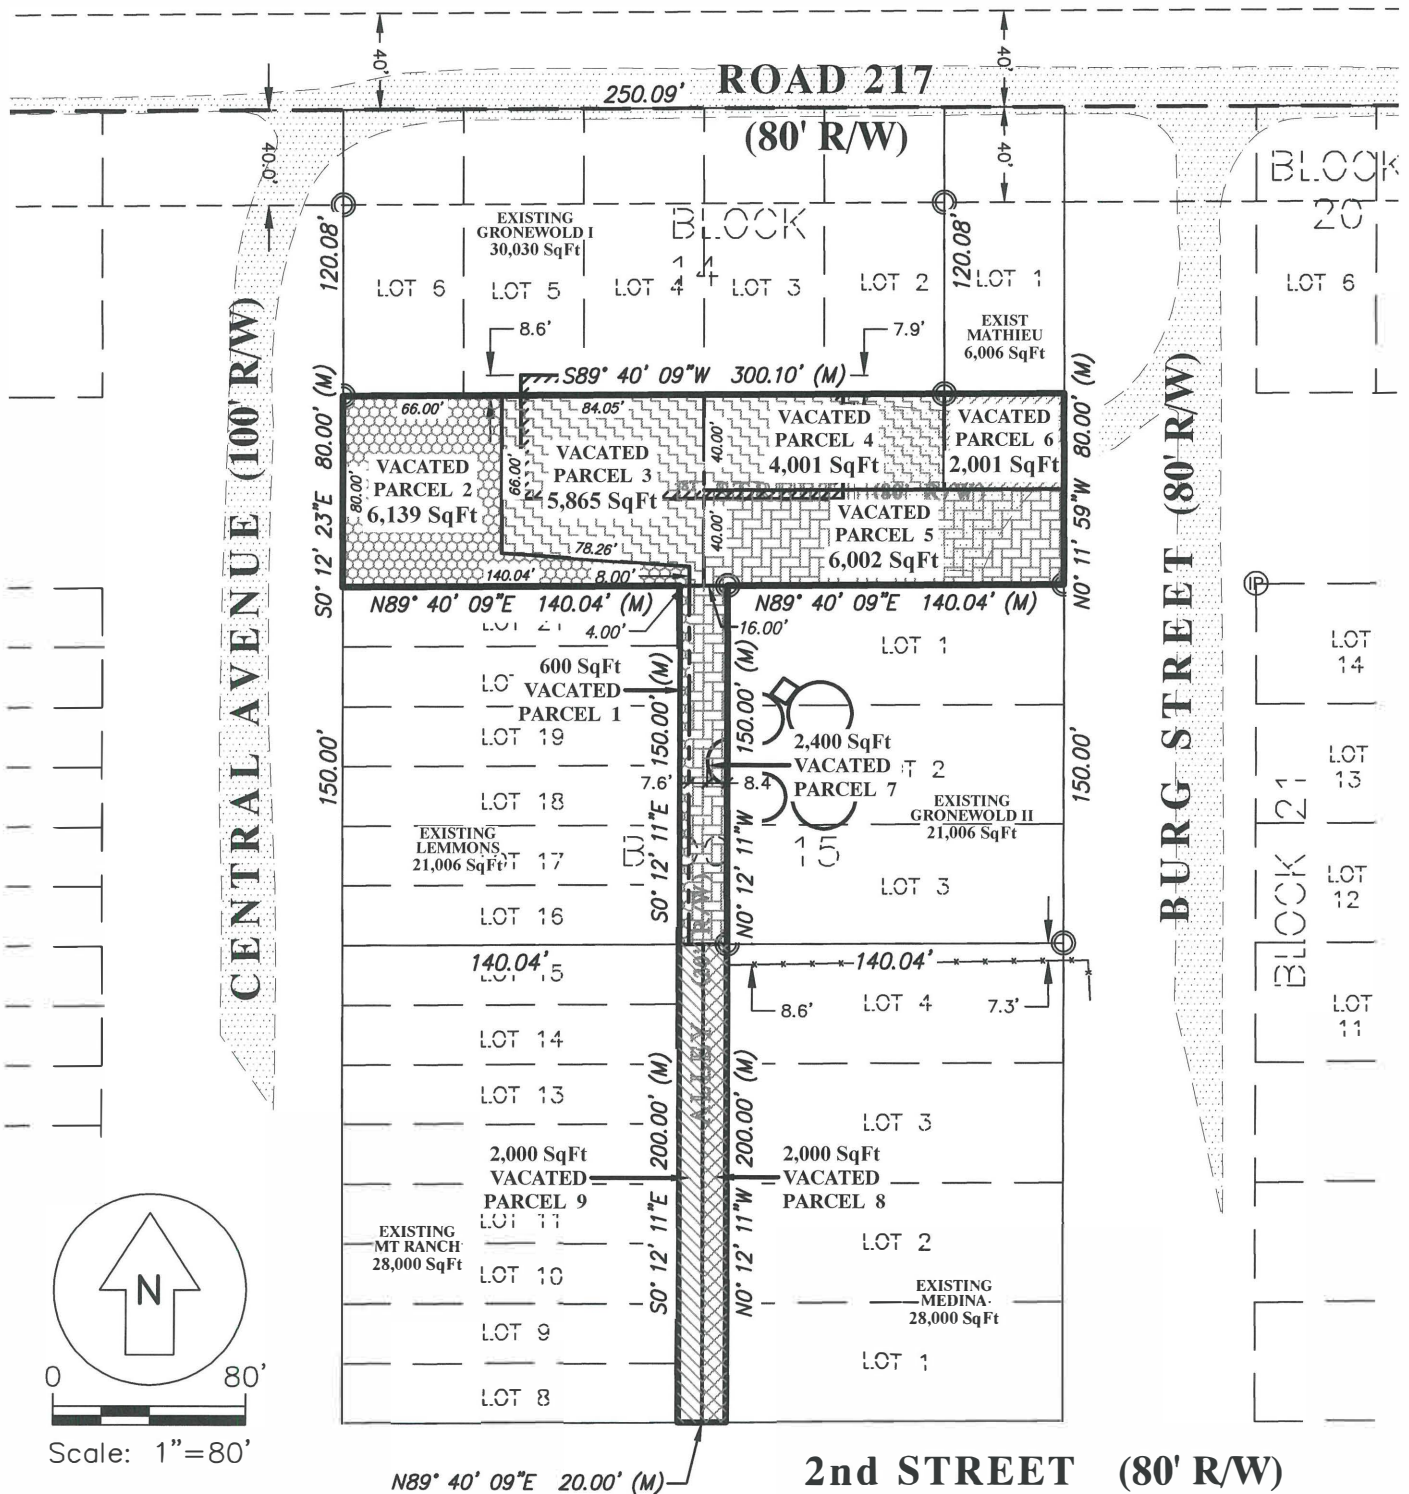 40'
40'
ROAD 217
250.09'
(80' R/W)
40.0'
40'
BLOCK
20
EXISTING
GRONEWOLD I
30,030 SqFt
BLOCK
14
120.08'
120.08'
LOT 6
LOT 5
LOT 4
LOT 3
LOT 2
LOT 1
LOT 6
EXIST
MATHIEU
6,006 SqFt
8.6'
7.9'
S89° 40' 09"W 300.10' (M)
CENTRAL AVENUE (100' R/W)
BURG STREET (80' R/W)
S0° 12' 23"E 80.00' (M)
N0° 11' 59"W 80.00' (M)
66.00'
84.05'
80.00'
66.00'
40.00'
40.00'
VACATED
PARCEL 2
6,139 SqFt
VACATED
PARCEL 3
5,865 SqFt
VACATED
PARCEL 4
4,001 SqFt
VACATED
PARCEL 6
2,001 SqFt
(80' R/W)
VACATED
PARCEL 5
6,002 SqFt
78.26'
140.04'
8.00'
N89° 40' 09"E 140.04' (M)
N89° 40' 09"E 140.04' (M)
IP
LOT 21
4.00'
16.00'
LOT 1
LOT
14
600 SqFt
VACATED
PARCEL 1
LOT 19
LOT 18
LOT 17
LOT 16
150.00'
S0° 12' 11"E 150.00' (M)
N0° 12' 11"W 150.00' (M)
150.00'
2,400 SqFt
VACATED
PARCEL 7
7.6'
8.4
T 2
LOT
13
EXISTING
GRONEWOLD II
21,006 SqFt
EXISTING
LEMMONS
21,006 SqFt
15
LOT 3
BLOCK 21
LOT
12
140.04'
LOT 15
140.04'
8.6'
7.3'
LOT 4
LOT
11
ALLEY (20' R/W)
LOT 14
LOT 13
LOT 3
S0° 12' 11"E 200.00' (M)
N0° 12' 11"W 200.00' (M)
2,000 SqFt
VACATED
PARCEL 9
2,000 SqFt
VACATED
PARCEL 8
LOT 11
EXISTING
MT RANCH
28,000 SqFt
LOT 10
LOT 2
EXISTING
MEDINA
28,000 SqFt
LOT 9
LOT 1
LOT 8
N
0 80'
Scale: 1"=80'
N89° 40' 09"E 20.00' (M)
2nd STREET (80' R/W)